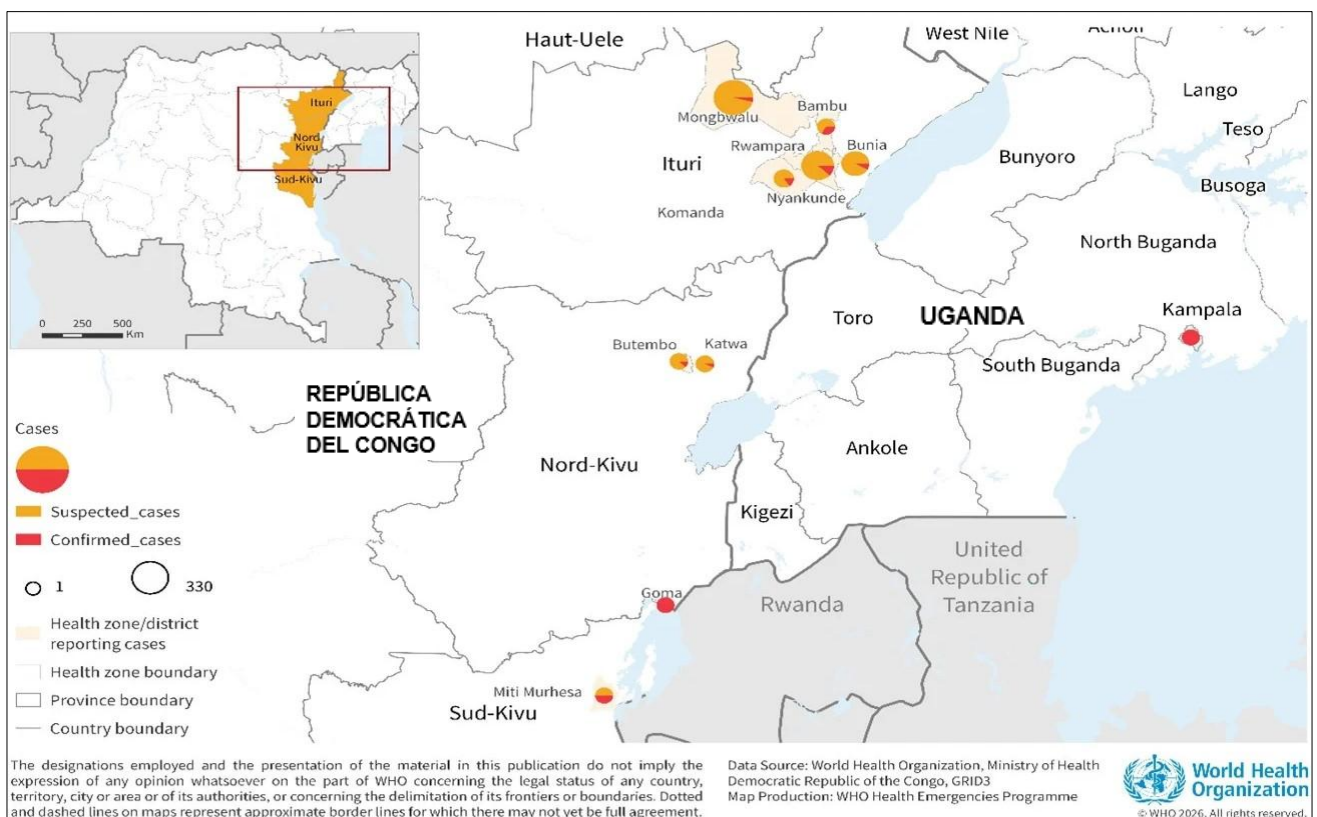 Haut-Uele
West Nile
Acholi
Lango
Teso
Ituri
Mongbwalu
Bambu
Rwampara
Bunia
Bunyoro
Busoga
Nord-
Kivu
Ituri
Nyankunde
Sud-Kivu
Komanda
North Buganda
0 250 500
Km
Toro
UGANDA
Kampala
Butembo
Katwa
South Buganda
REPÚBLICA
DEMOCRÁTICA
DEL CONGO
Cases
Nord-Kivu
Ankole
Suspected_cases
Kigezi
Confirmed_cases
United
Republic of
Tanzania
1
330
Goma
Rwanda
Health zone/district
reporting cases
Health zone boundary
Miti Murhesa
Province boundary
Sud-Kivu
Country boundary
The designations employed and the presentation of the material in this publication do not imply the
expression of any opinion whatsoever on the part of WHO concerning the legal status of any country,
territory, city or area or of its authorities, or concerning the delimitation of its frontiers or boundaries. Dotted
and dashed lines on maps represent approximate border lines for which there may not yet be full agreement.
Data Source: World Health Organization, Ministry of Health
Democratic Republic of the Congo, GRID3
Map Production: WHO Health Emergencies Programme
World Health
Organization
© WHO 2026. All rights reserved.